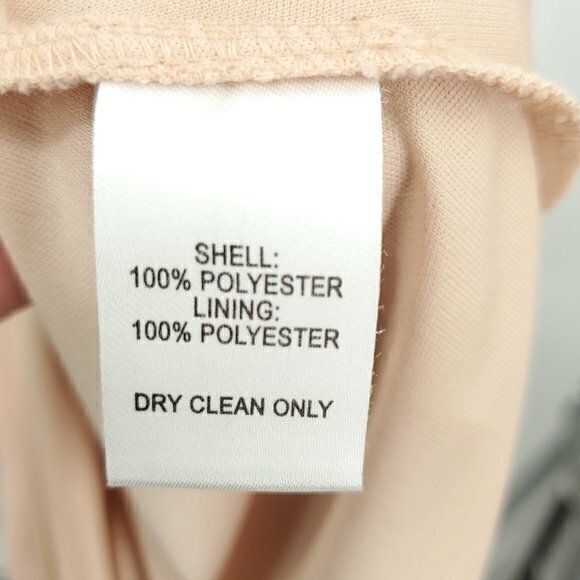 SHELL:
100% POLYESTER
LINING:
100% POLYESTER
DRY CLEAN ONLY